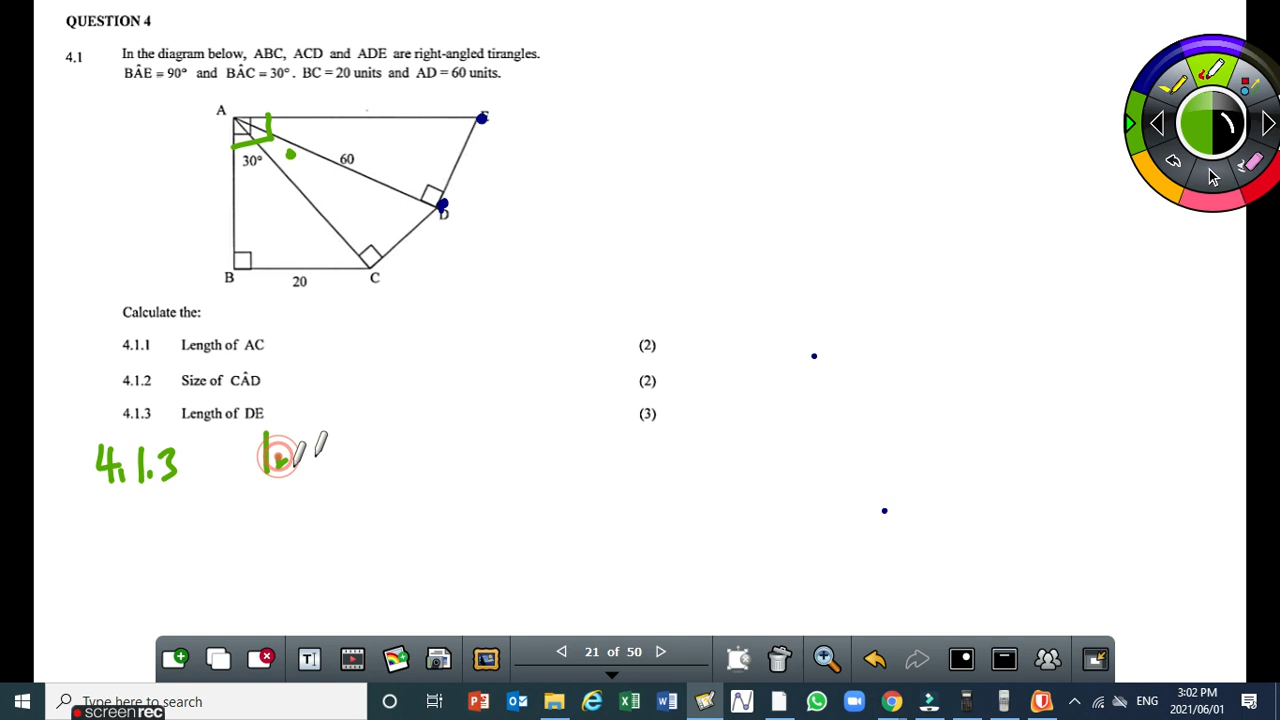 QUESTION 4
4.1 In the diagram below, ABC, ACD and ADE are right-angled tirangles.
BÂE = 90° and BÂC = 30°. BC = 20 units and AD = 60 units.
A
30°
60
D
B
20
C
Calculate the:
4.1.1 Length of AC (2)
4.1.2 Size of CÂD (2)
4.1.3 Length of DE (3)
4.1.3
21 of 50
Type here to search
ENG
3:02 PM
2021/06/01
screenrec